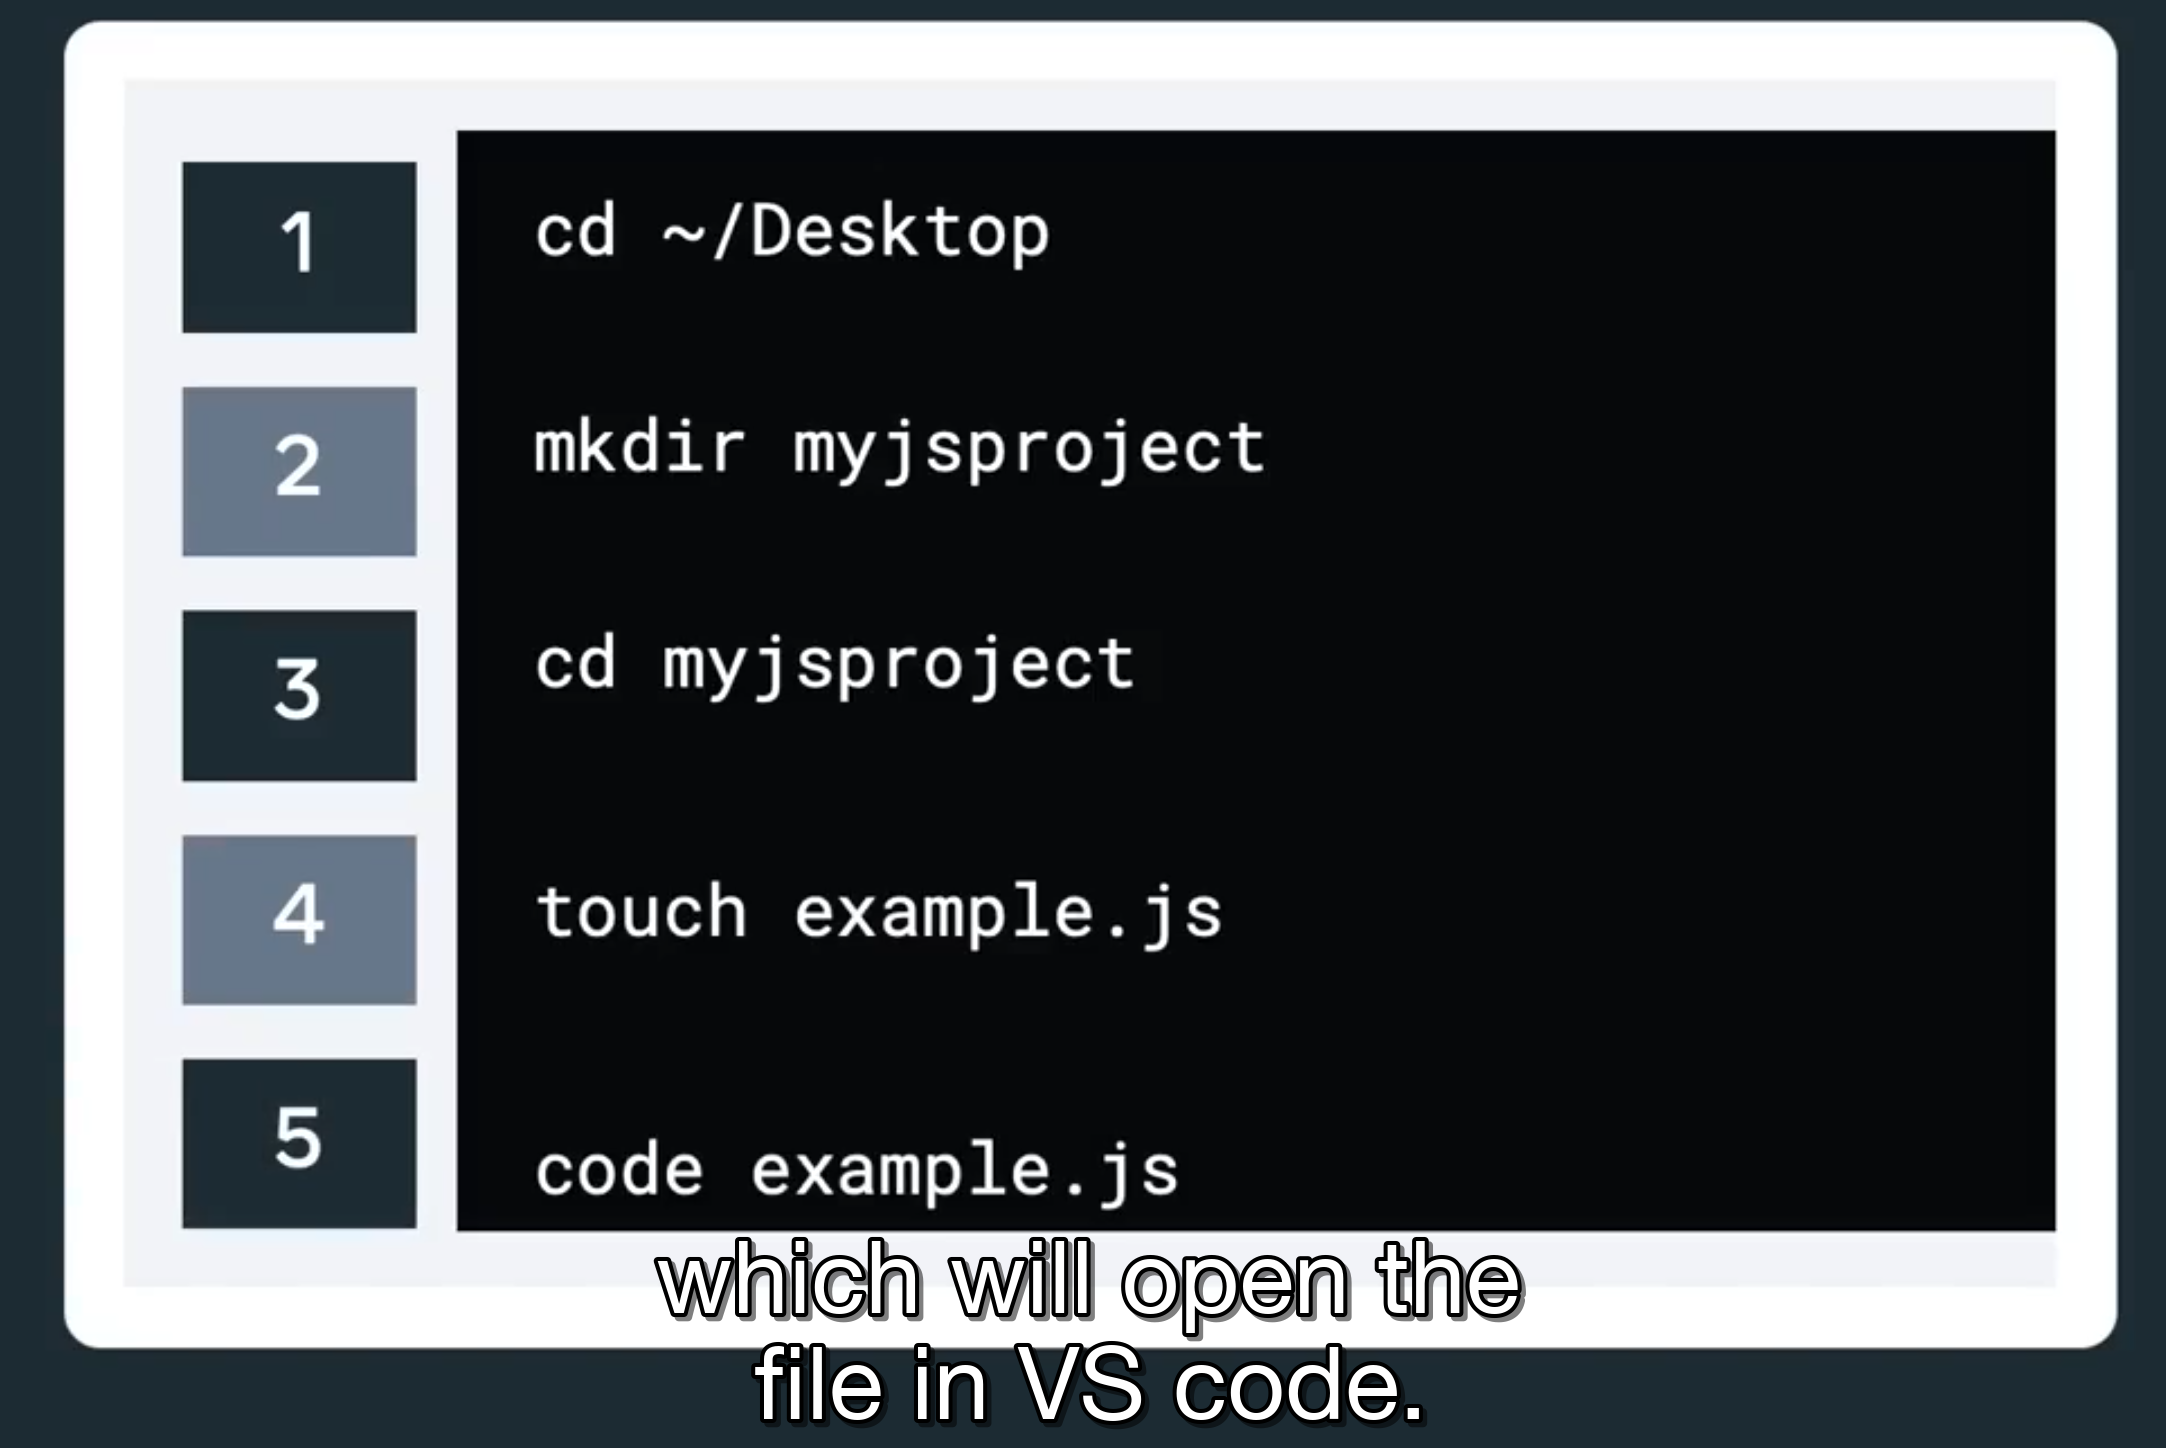 1
cd ~/Desktop
2
mkdir myjsproject
3
cd myjsproject
4
touch example.js
5
code example.js
which will open the
file in VS code.